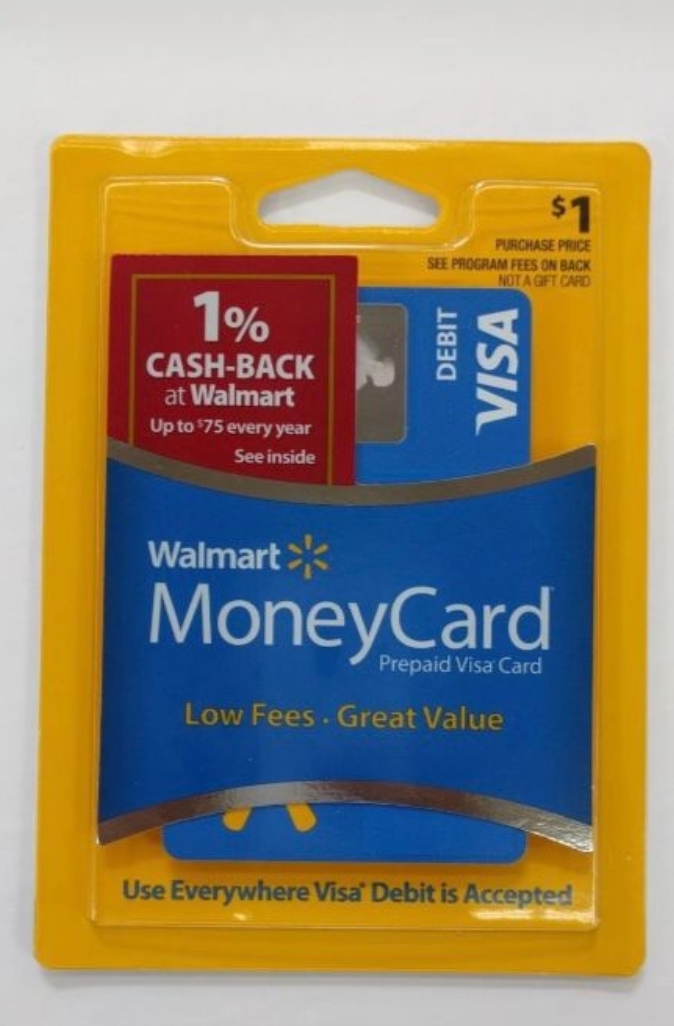 $1
PURCHASE PRICE
SEE PROGRAM FEES ON BACK
NOT A GIFT CARD
1%
CASH-BACK
at Walmart
Up to $75 every year
See inside
DEBIT
VISA
Walmart
MoneyCard
Prepaid Visa Card
Low Fees · Great Value
Use Everywhere Visa® Debit is Accepted